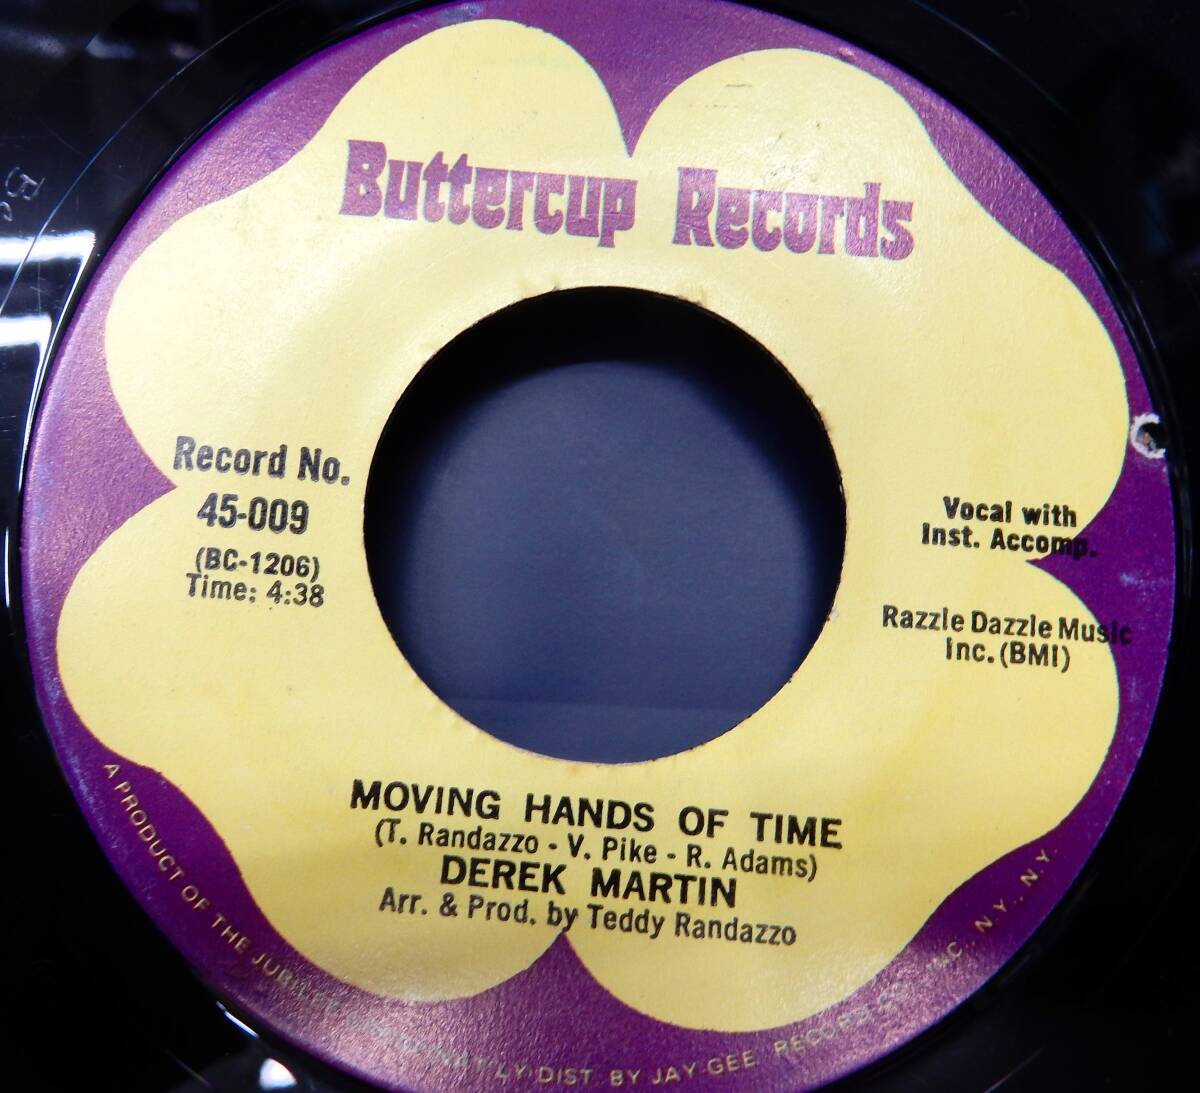 Buttercup Records
Record No.
45-009
(BC-1206)
Time: 4:38
Vocal with
Inst. Accomp.
Razzle Dazzle Music
Inc. (BMI)
MOVING HANDS OF TIME
(T. Randazzo - V. Pike - R. Adams)
DEREK MARTIN
Arr. & Prod. by Teddy Randazzo
A PRODUCT OF THE JUBILEE DIST. BY JAY-GEE RECORD CO., INC., N.Y., N.Y.